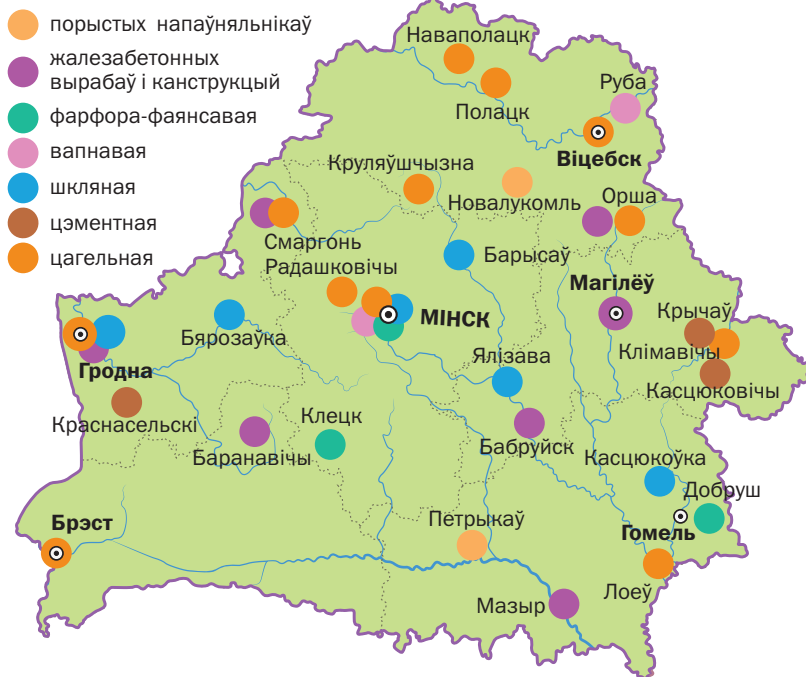 порыстых напаўняльнікаў
жалезабетонных
вырабаў і канструкцый
фарфора-фаянсавая
вапнавая
шкляная
цэментная
цагельная
Наваполацк
Полацк
Руба
Віцебск
Круляўшчызна
Новалукомль
Орша
Смаргонь
Барысаў
Радашковічы
Магілёў
МІНСК
Крычаў
Бярозаўка
Клімавічы
Гродна
Ялізава
Касцюковічы
Краснасельскі
Клецк
Баранавічы
Бабруйск
Касцюкоўка
Добруш
Брэст
Петрыкаў
Гомель
Лоеў
Мазыр